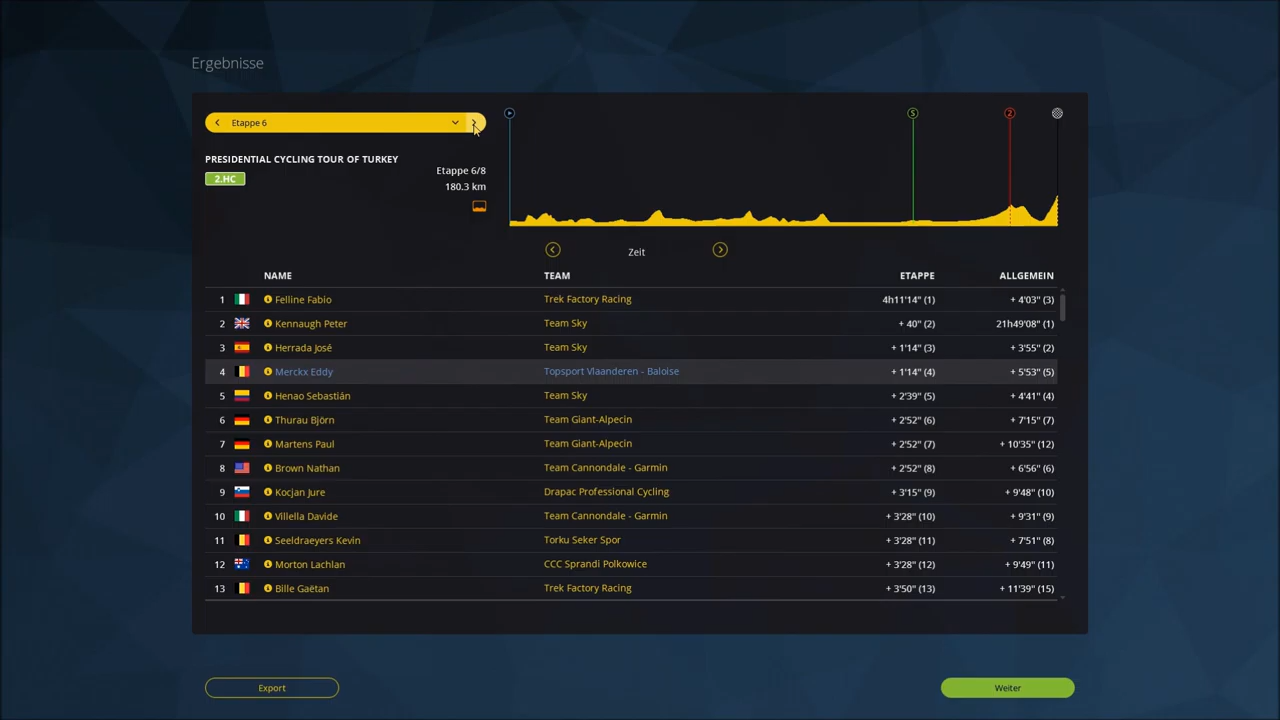 Ergebnisse
Etappe 6
PRESIDENTIAL CYCLING TOUR OF TURKEY
2.HC
Etappe 6/8
180.3 km
S
2
Zeit
NAME TEAM ETAPPE ALLGEMEIN
1 Felline Fabio Trek Factory Racing 4h11'14'' (1) + 4'03'' (3)
2 Kennaugh Peter Team Sky + 40'' (2) 21h49'08'' (1)
3 Herrada José Team Sky + 1'14'' (3) + 3'55'' (2)
4 Merckx Eddy Topsport Vlaanderen - Baloise + 1'14'' (4) + 5'53'' (5)
5 Henao Sebastián Team Sky + 2'39'' (5) + 4'41'' (4)
6 Thurau Björn Team Giant-Alpecin + 2'52'' (6) + 7'15'' (7)
7 Martens Paul Team Giant-Alpecin + 2'52'' (7) + 10'35'' (12)
8 Brown Nathan Team Cannondale - Garmin + 2'52'' (8) + 6'56'' (6)
9 Kocjan Jure Drapac Professional Cycling + 3'15'' (9) + 9'48'' (10)
10 Villella Davide Team Cannondale - Garmin + 3'28'' (10) + 9'31'' (9)
11 Seeldraeyers Kevin Torku Seker Spor + 3'28'' (11) + 7'51'' (8)
12 Morton Lachlan CCC Sprandi Polkowice + 3'28'' (12) + 9'49'' (11)
13 Bille Gaëtan Trek Factory Racing + 3'50'' (13) + 11'39'' (15)
Export
Weiter